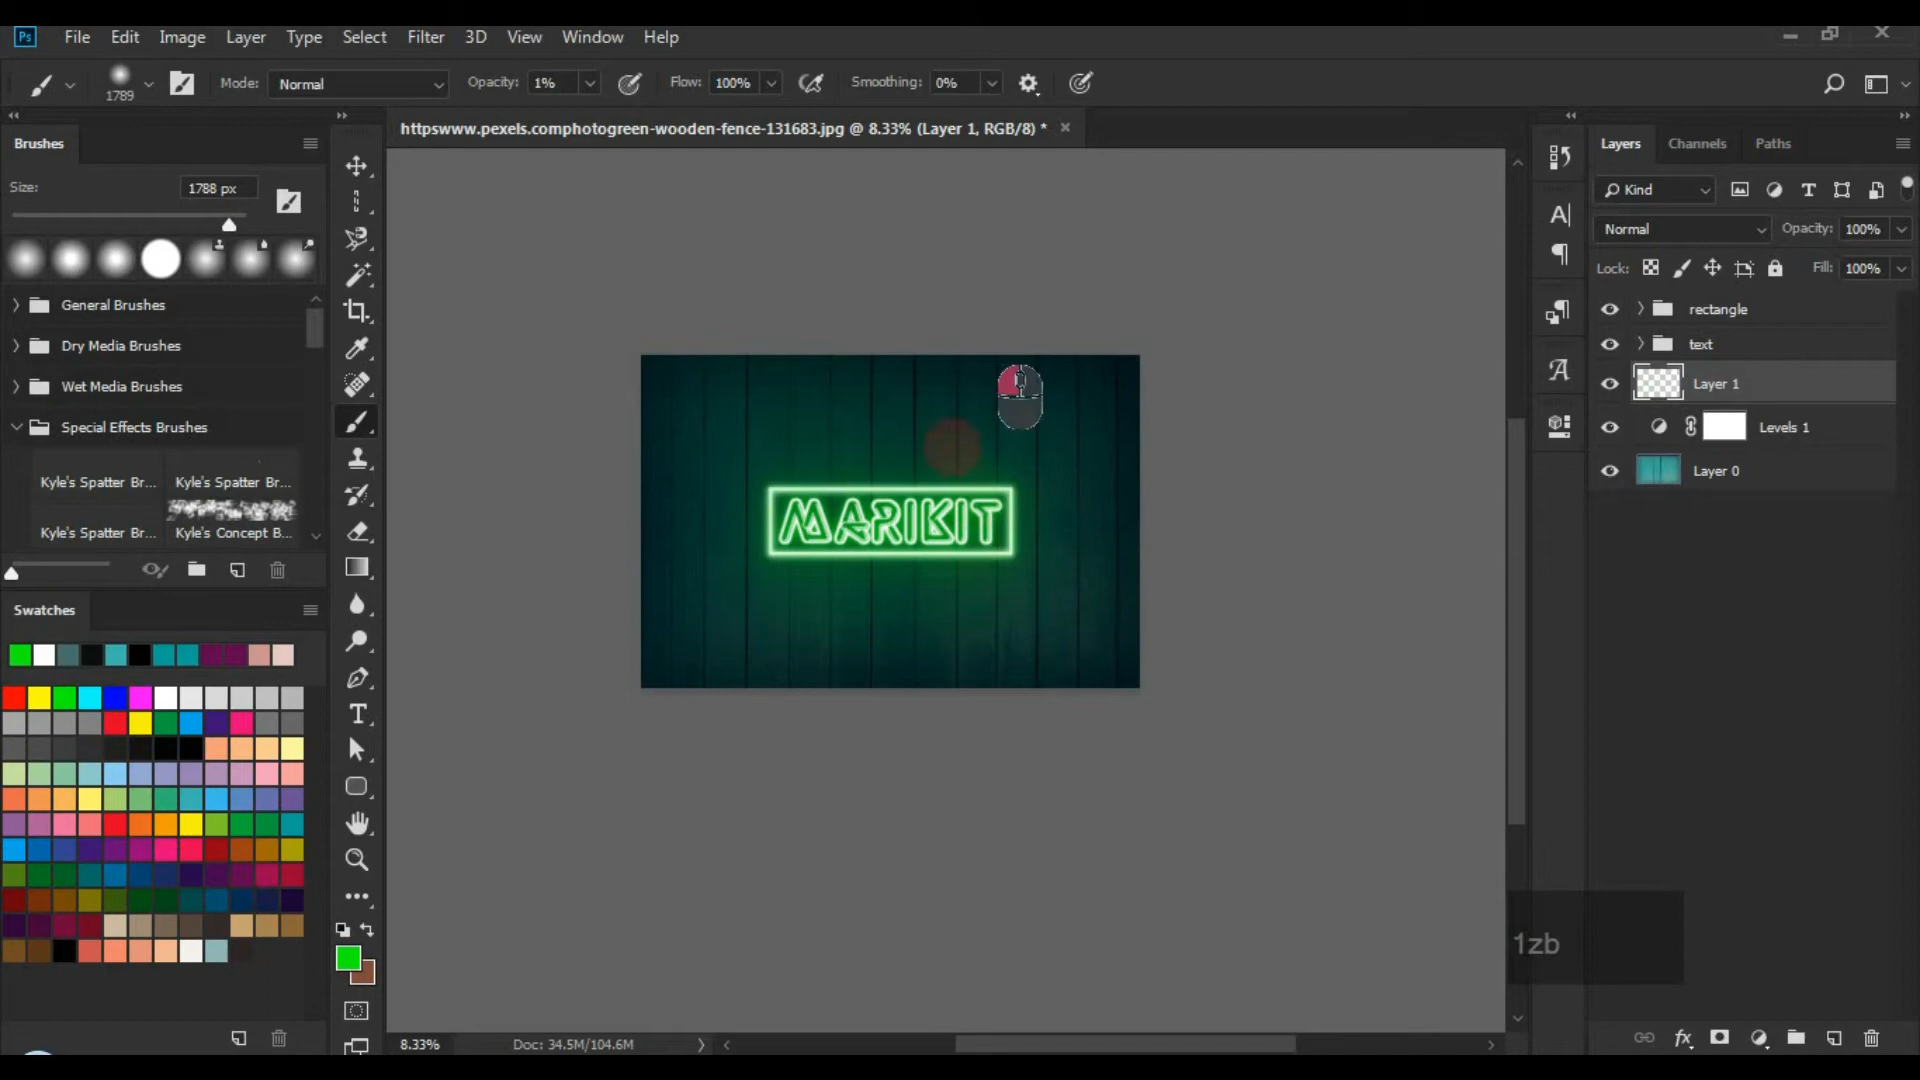 Ps File Edit Image Layer Type Select Filter 3D View Window Help
1789 Mode: Normal Opacity: 1% Flow: 100% Smoothing: 0%
httpswww.pexels.comphotogreen-wooden-fence-131683.jpg @ 8.33% (Layer 1, RGB/8) *
Brushes
Size: 1788 px
General Brushes
Dry Media Brushes
Wet Media Brushes
Special Effects Brushes
Kyle's Spatter Br... Kyle's Spatter Br...
Kyle's Spatter Br... Kyle's Concept B...
Swatches
MARIKIT
Layers Channels Paths
Kind
Normal Opacity: 100%
Lock: Fill: 100%
rectangle
text
Layer 1
Levels 1
Layer 0
1zb
8.33% Doc: 34.5M/104.6M